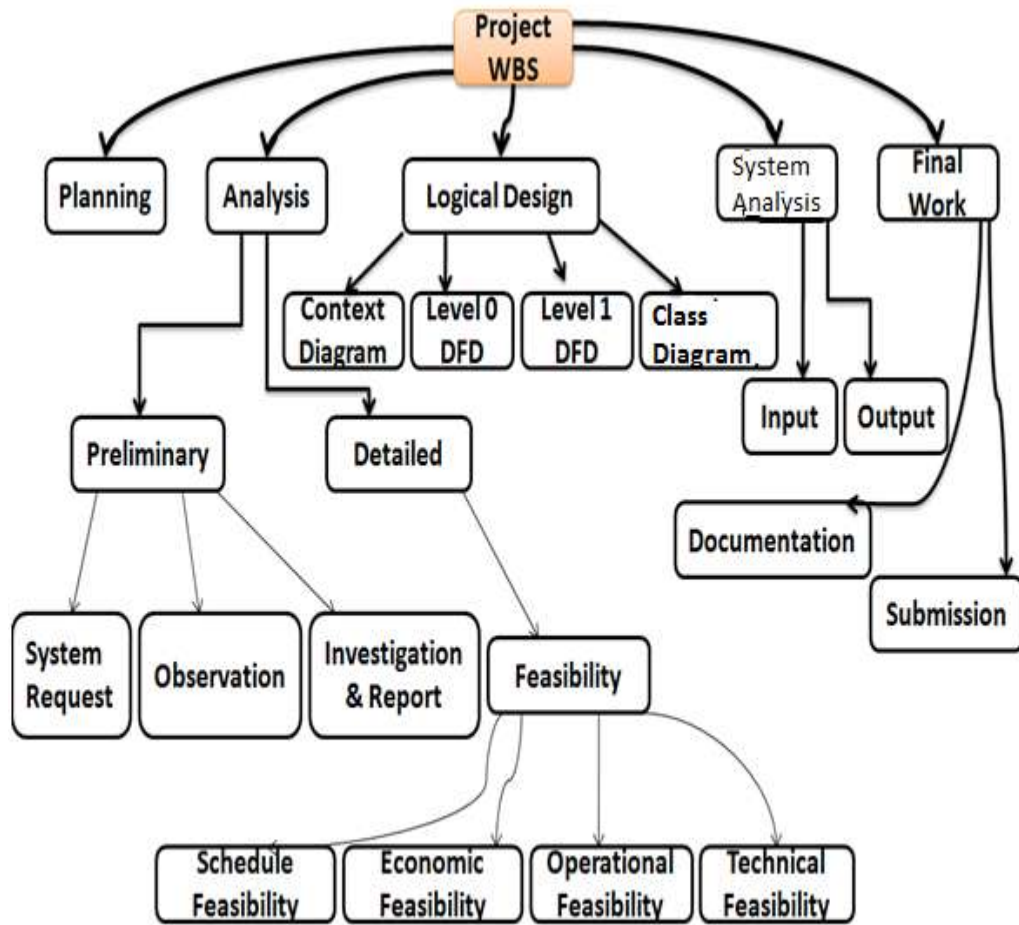 Project
WBS
Planning
Analysis
Logical Design
System
Analysis
Final
Work
Context
Diagram
Level 0
DFD
Level 1
DFD
Class
Diagram
Input
Output
Preliminary
Detailed
Documentation
Submission
System
Request
Observation
Investigation
& Report
Feasibility
Schedule
Feasibility
Economic
Feasibility
Operational
Feasibility
Technical
Feasibility